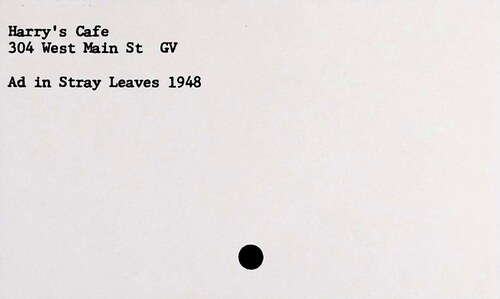 Harry's Cafe
304 West Main St  GV
Ad in Stray Leaves 1948